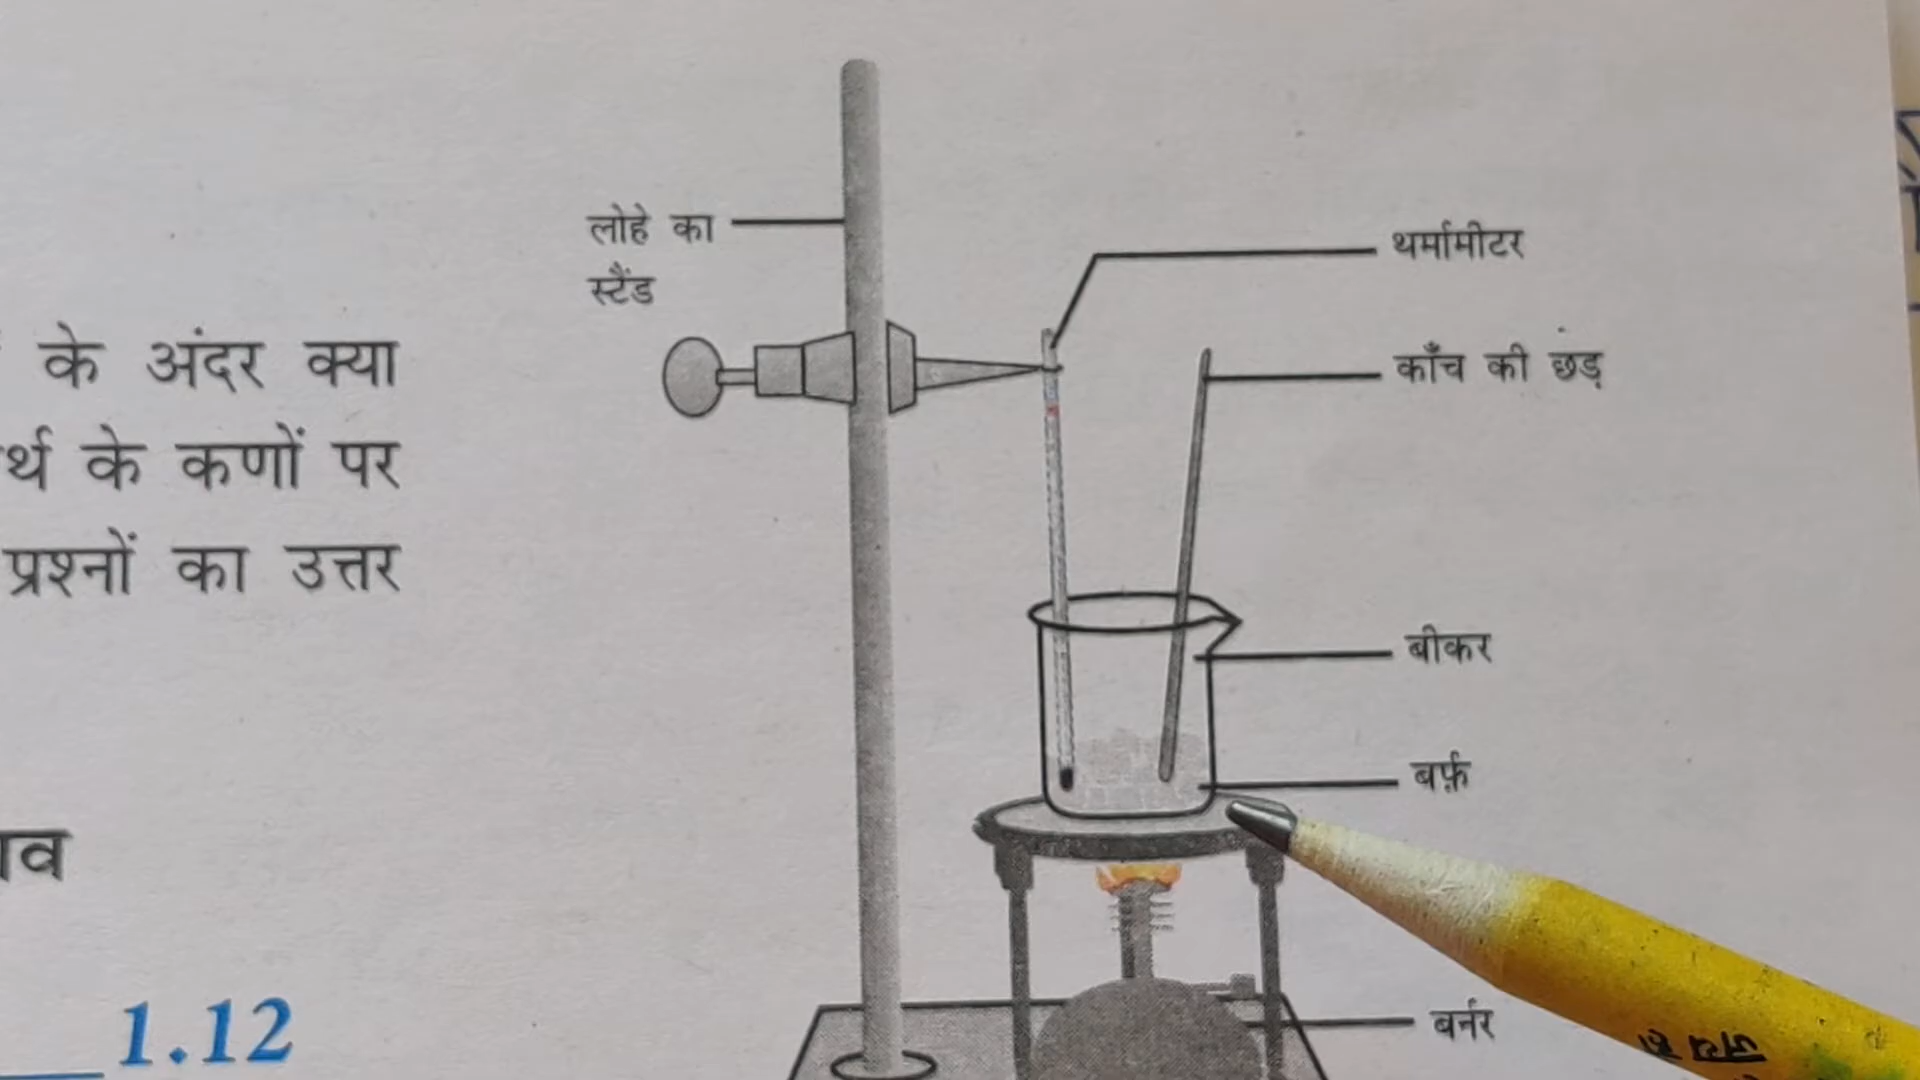 लोहे का
स्टैंड
थर्मामीटर
काँच की छड़
के अंदर क्या
र्थ के कणों पर
प्रश्नों का उत्तर
बीकर
बर्फ़
ाव
1.12
बर्नर